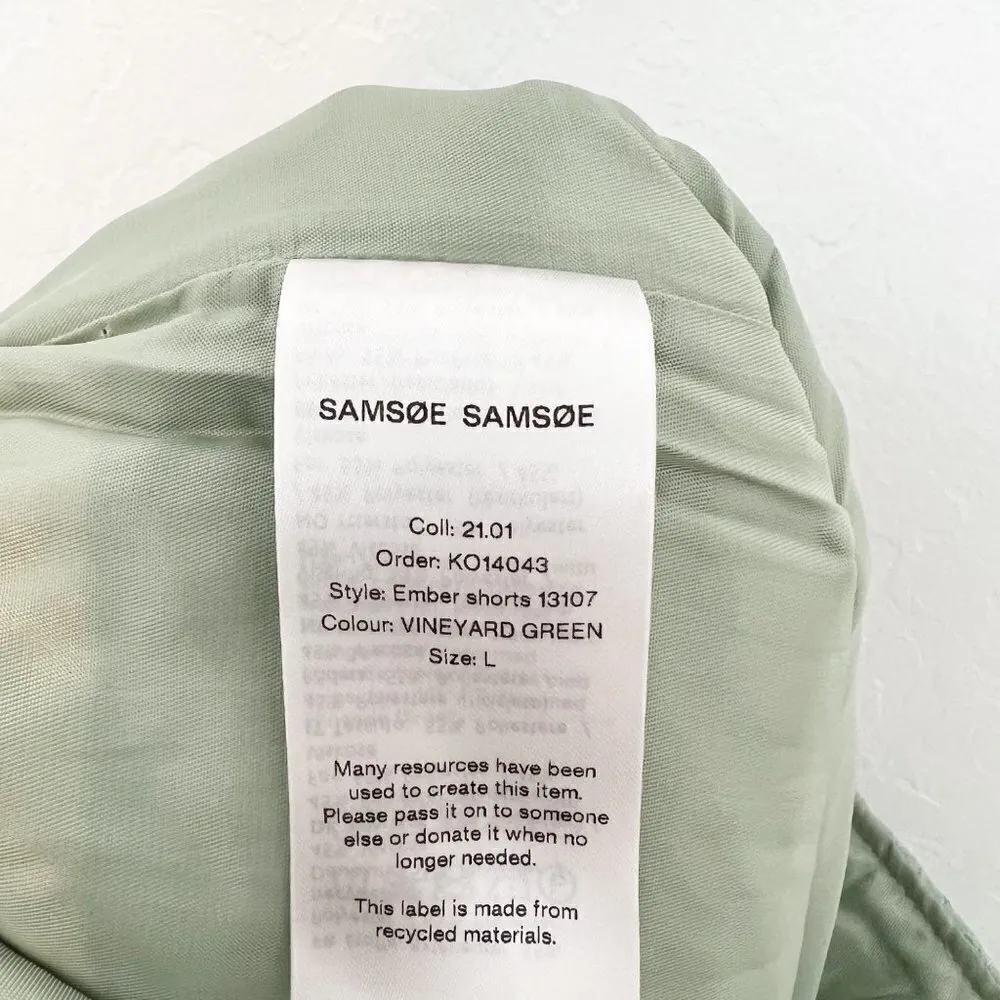 SAMSØE SAMSØE
Coll: 21.01
Order: KO14043
Style: Ember shorts 13107
Colour: VINEYARD GREEN
Size: L
Many resources have been
used to create this item.
Please pass it on to someone
else or donate it when no
longer needed.
This label is made from
recycled materials.